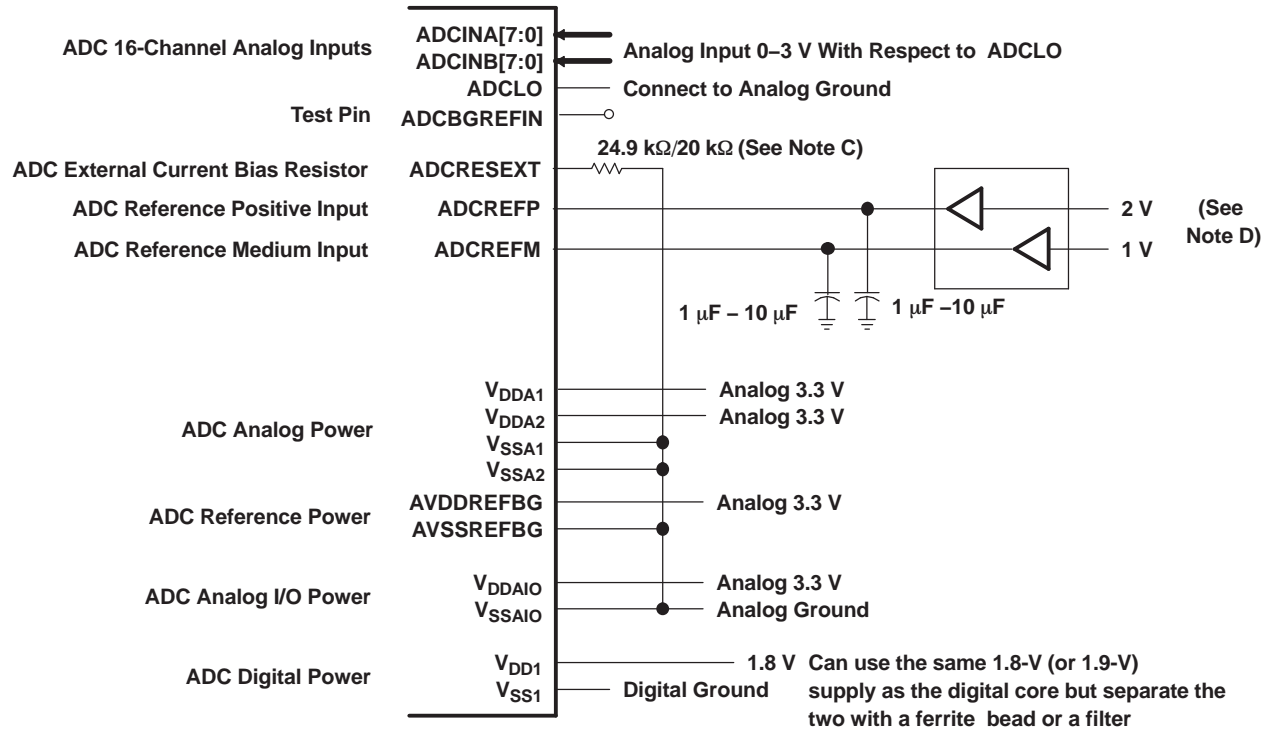 ADC 16-Channel Analog Inputs
ADCINA[7:0]
ADCINB[7:0]
Analog Input 0–3 V With Respect to ADCLO
ADCLO
Connect to Analog Ground
Test Pin
ADCBGREFIN
24.9 kΩ/20 kΩ (See Note C)
ADC External Current Bias Resistor
ADCRESEXT
ADC Reference Positive Input
ADCREFP
2 V
(See
Note D)
ADC Reference Medium Input
ADCREFM
1 V
1 μF – 10 μF
1 μF –10 μF
ADC Analog Power
VDDA1
Analog 3.3 V
VDDA2
Analog 3.3 V
VSSA1
VSSA2
ADC Reference Power
AVDDREFBG
Analog 3.3 V
AVSSREFBG
ADC Analog I/O Power
VDDAIO
Analog 3.3 V
VSSAIO
Analog Ground
ADC Digital Power
VDD1
1.8 V
Can use the same 1.8-V (or 1.9-V)
supply as the digital core but separate the
two with a ferrite bead or a filter
VSS1
Digital Ground